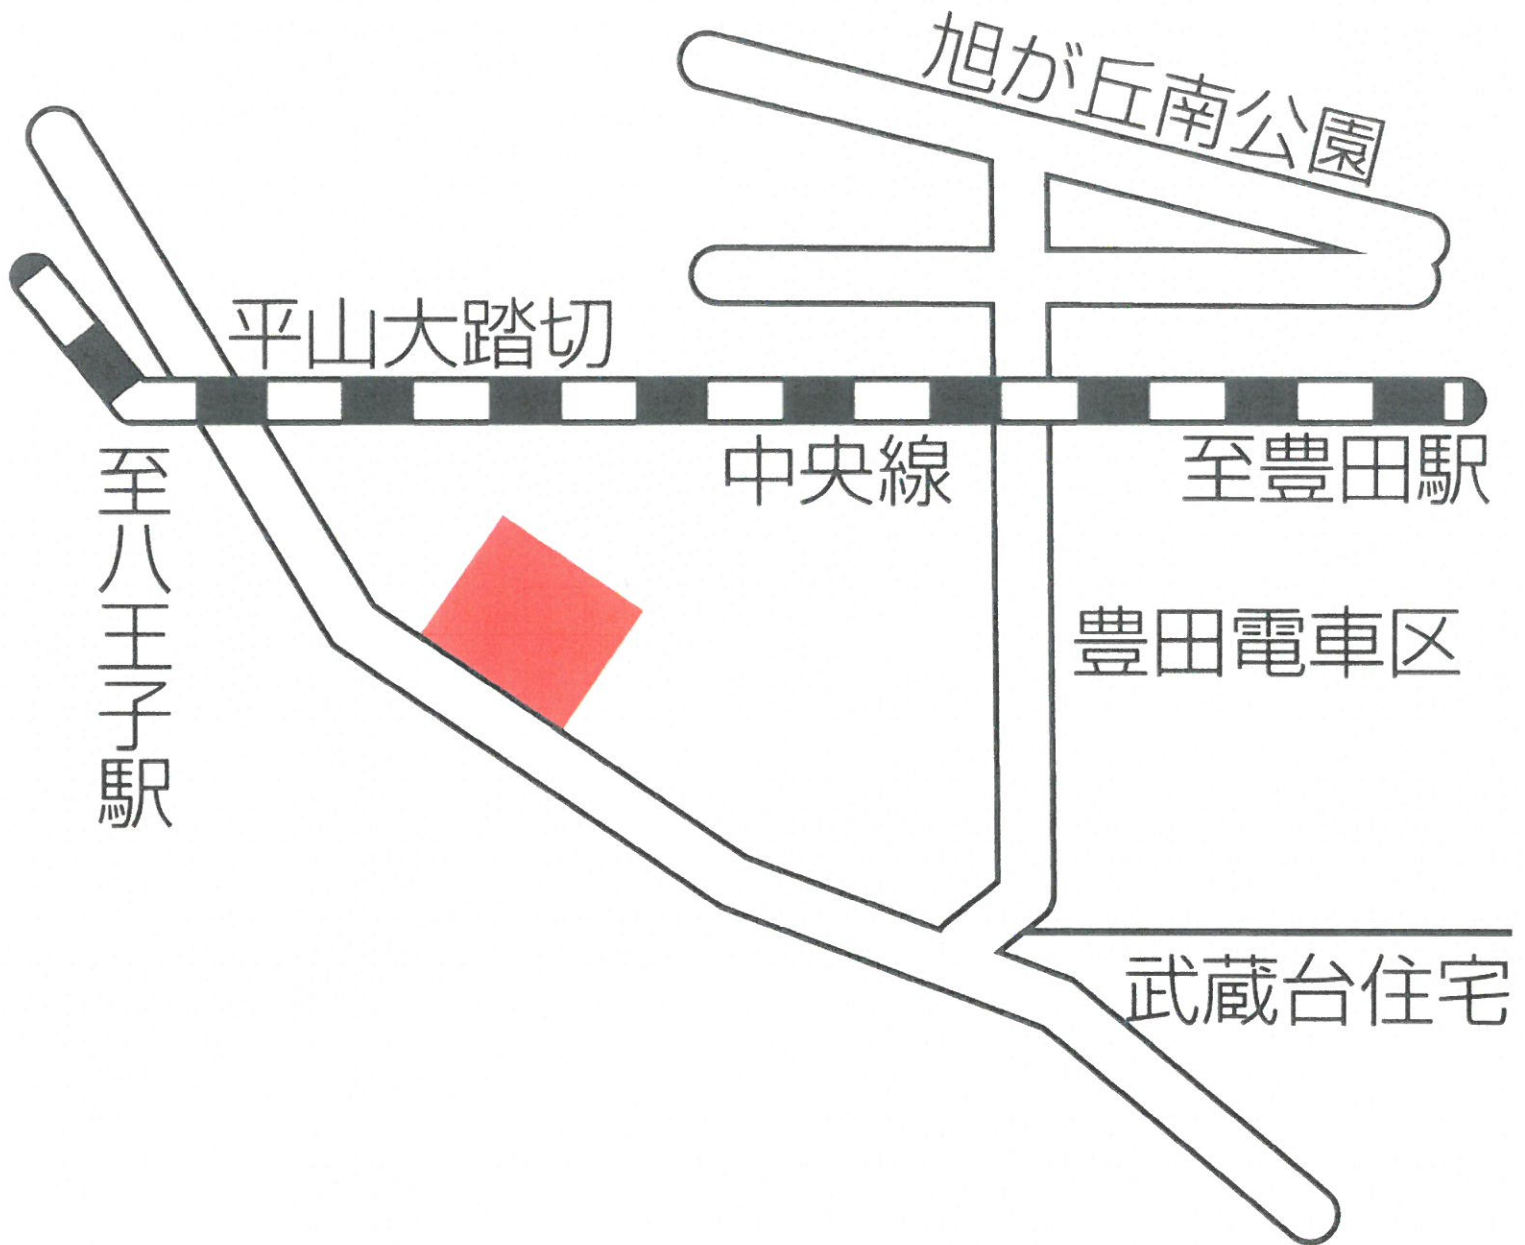 旭が丘南公園
平山大踏切
中央線
至豊田駅
至八王子駅
豊田電車区
武蔵台住宅